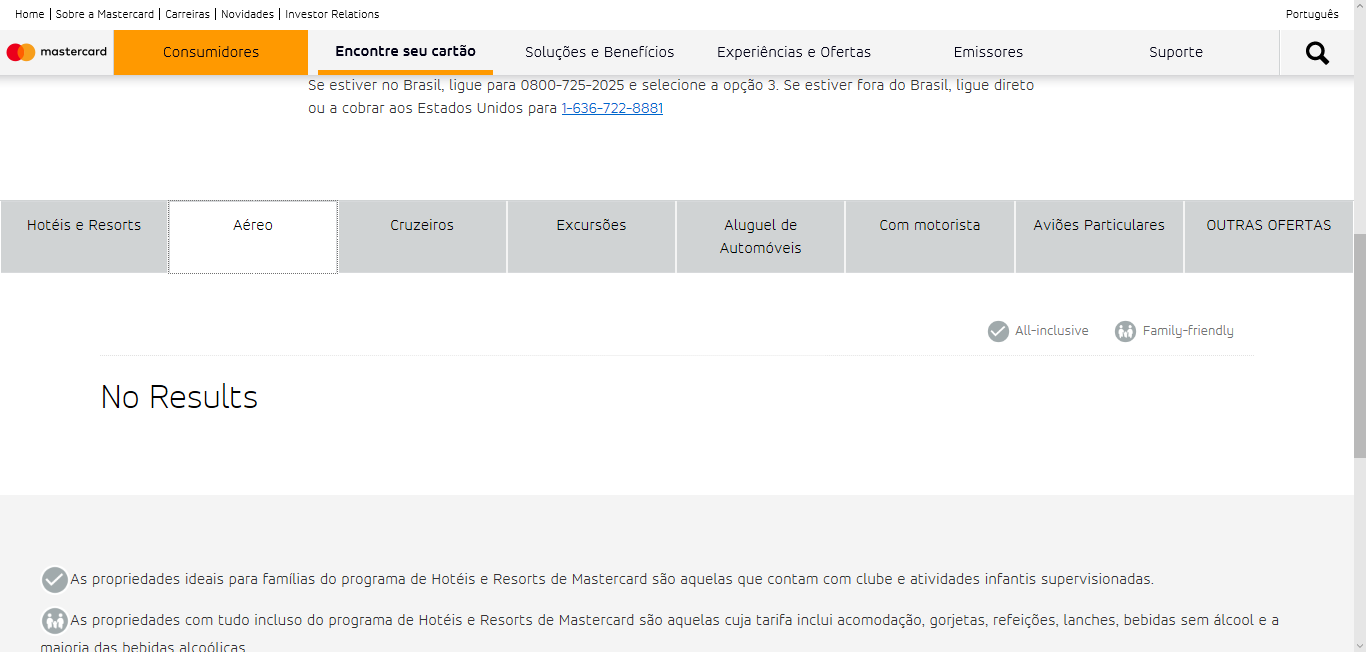 Home | Sobre a Mastercard | Carreiras | Novidades | Investor Relations
Português
mastercard
Consumidores
Encontre seu cartão
Soluções e Benefícios
Experiências e Ofertas
Emissores
Suporte
Se estiver no Brasil, ligue para 0800-725-2025 e selecione a opção 3. Se estiver fora do Brasil, ligue direto
ou a cobrar aos Estados Unidos para 1-636-722-8881
Hotéis e Resorts
Aéreo
Cruzeiros
Excursões
Aluguel de
Automóveis
Com motorista
Aviões Particulares
OUTRAS OFERTAS
All-inclusive
Family-friendly
No Results
As propriedades ideais para famílias do programa de Hotéis e Resorts de Mastercard são aquelas que contam com clube e atividades infantis supervisionadas.
As propriedades com tudo incluso do programa de Hotéis e Resorts de Mastercard são aquelas cuja tarifa inclui acomodação, gorjetas, refeições, lanches, bebidas sem álcool e a
maioria das bebidas alcoólicas